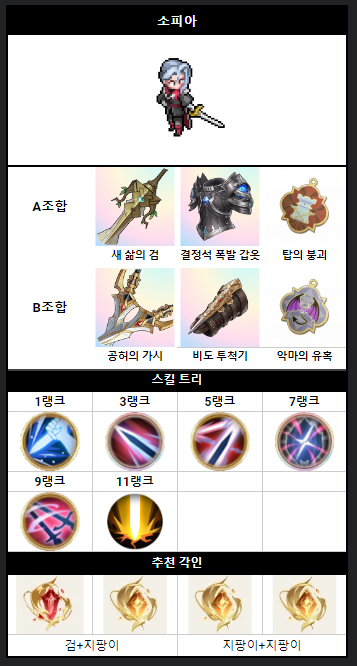 소피아
A조합
새 삶의 검 결정석 폭발 갑옷 탑의 붕괴
B조합
공허의 가시 비도 투척기 악마의 유혹
스킬 트리
1랭크 3랭크 5랭크 7랭크
9랭크 11랭크
추천 각인
검+지팡이 지팡이+지팡이